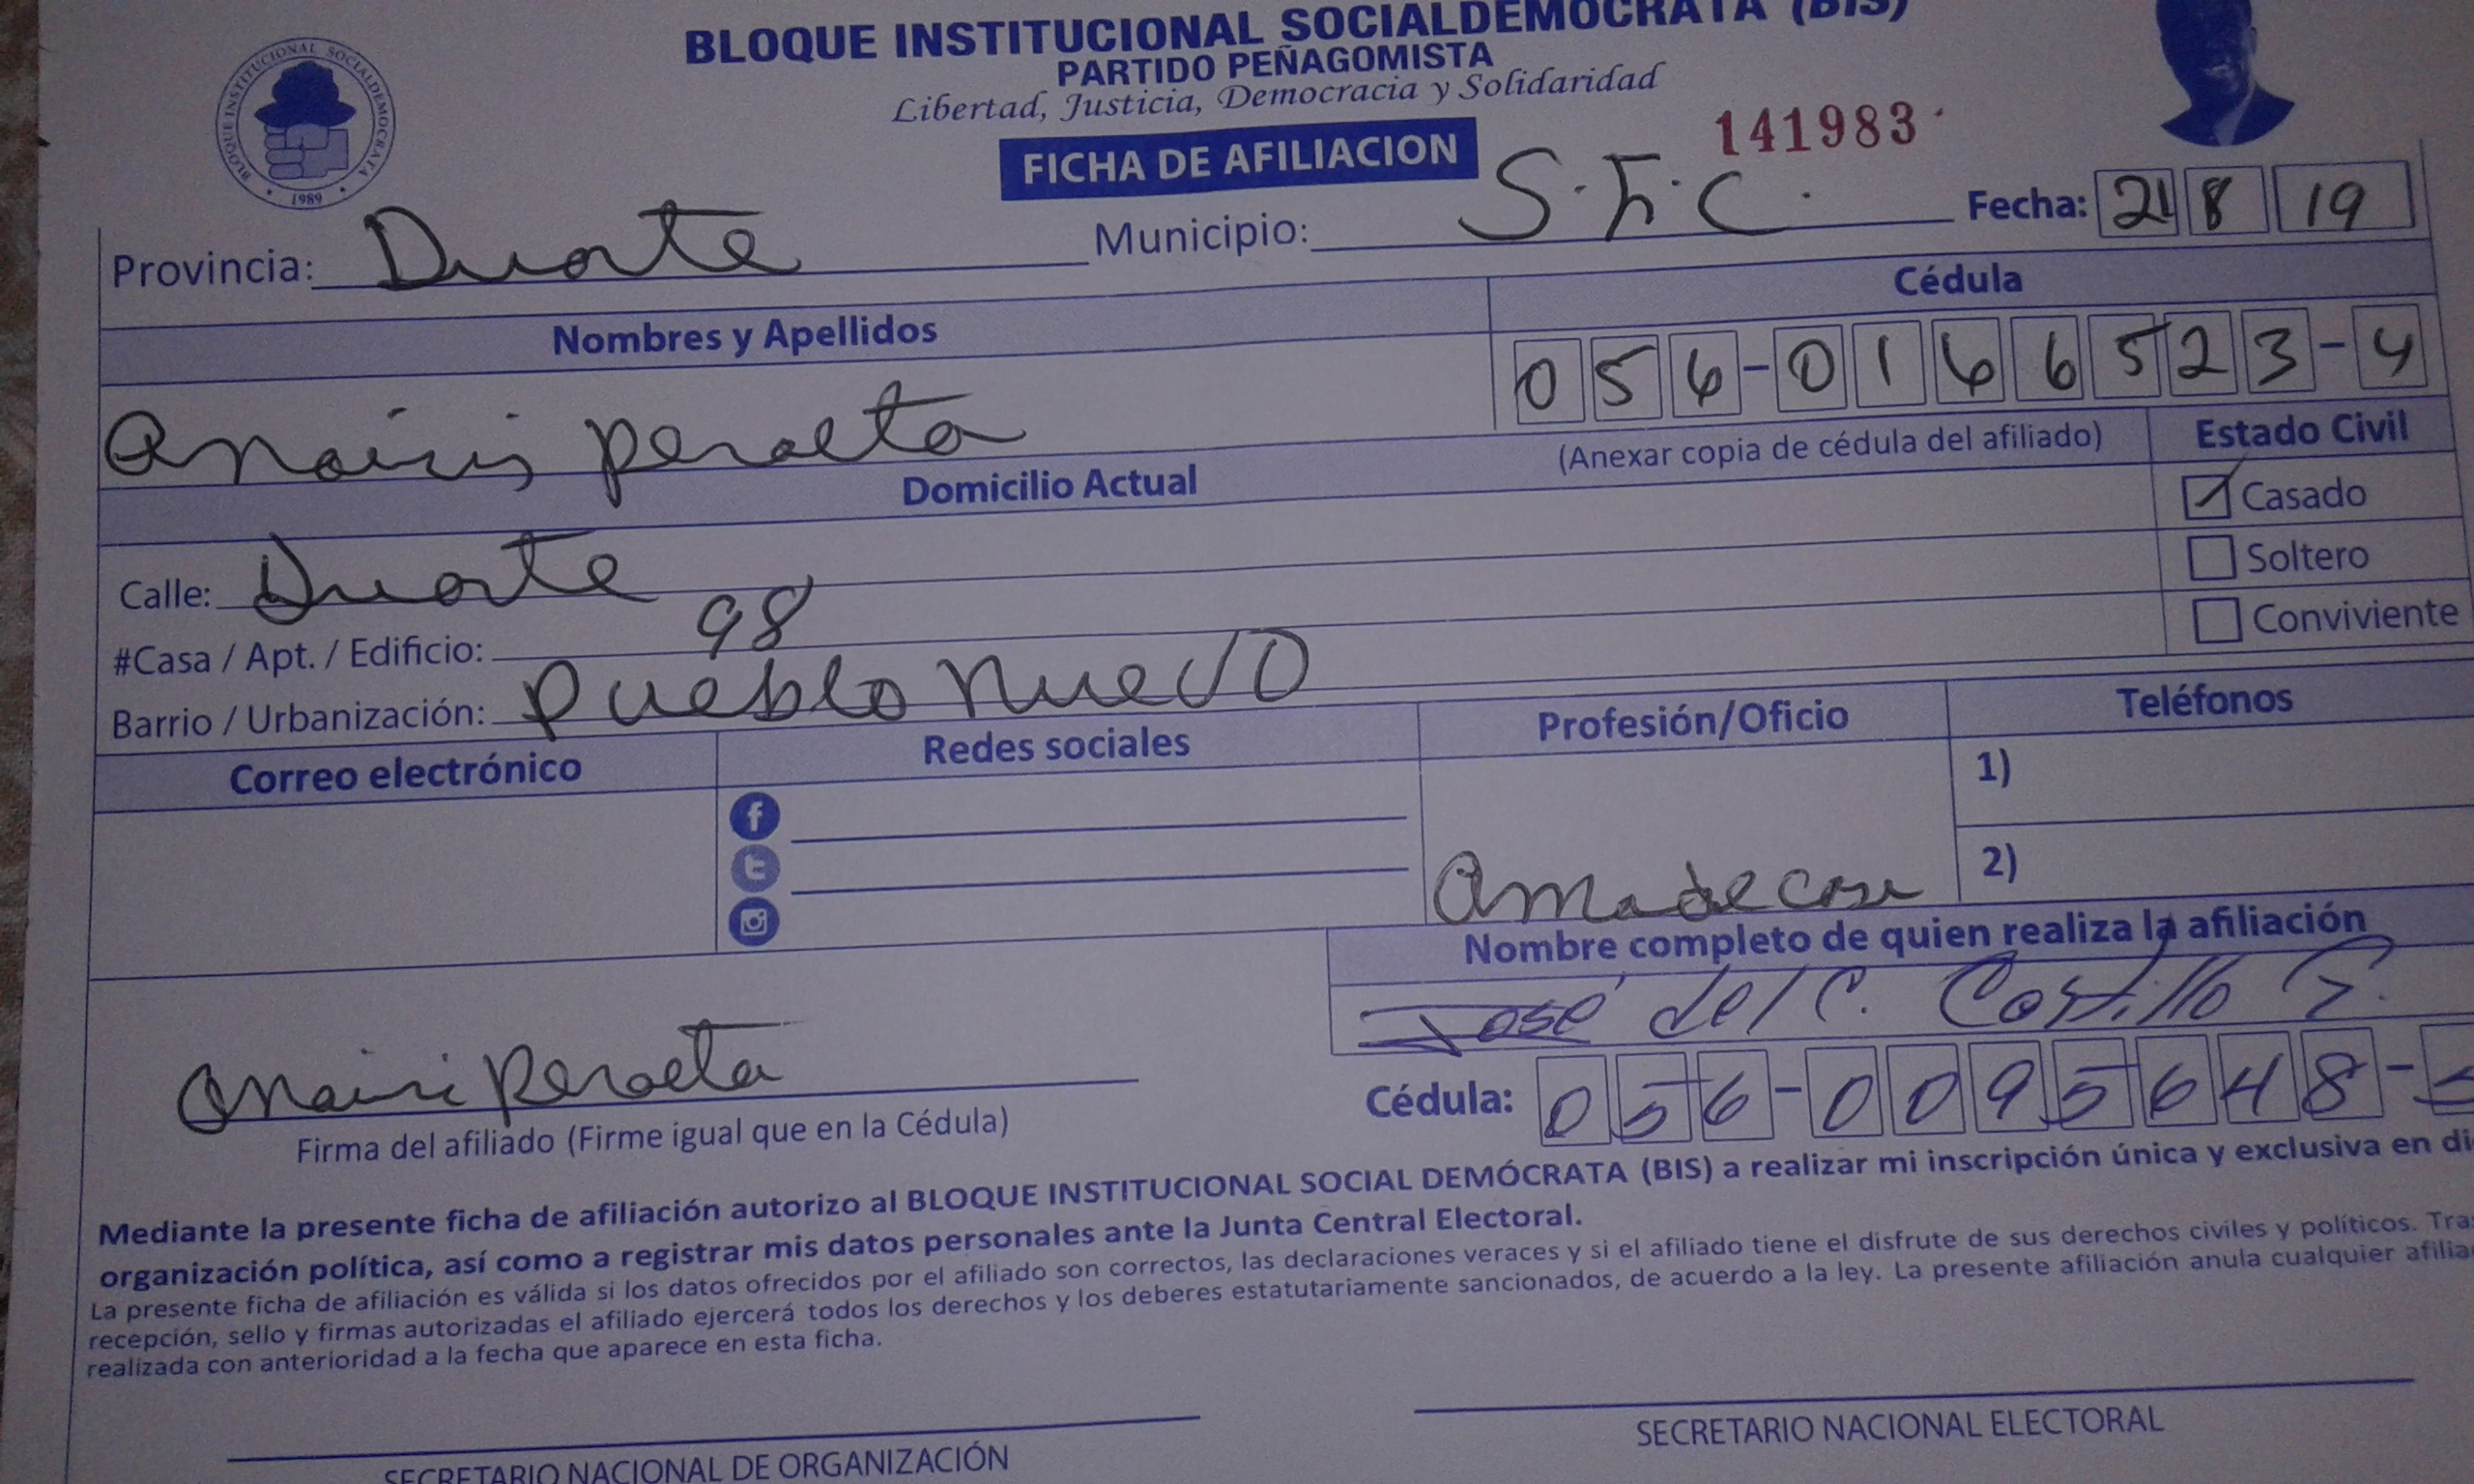 BLOQUE INSTITUCIONAL SOCIALDEMÓCRATA (BIS)
PARTIDO PEÑAGOMISTA
Libertad, Justicia, Democracia y Solidaridad
BLOQUE INSTITUCIONAL SOCIALDEMOCRATA
1989
141983
FICHA DE AFILIACION
Provincia: Duarte Municipio: S.F.C. Fecha: 21 8 19
Nombres y Apellidos Cédula
056-0166523-4
Anairis peralta
(Anexar copia de cédula del afiliado) Estado Civil
Domicilio Actual
Casado
Calle: Duarte
Soltero
#Casa / Apt. / Edificio: 98
Conviviente
Barrio / Urbanización: Pueblo nuevo
Correo electrónico Redes sociales Profesión/Oficio Teléfonos
1)
2)
ama de casa
Nombre completo de quien realiza la afiliación
José del C. Castillo
Cédula: 056-0095648-
Anairi Peralta
Firma del afiliado (Firme igual que en la Cédula)
Mediante la presente ficha de afiliación autorizo al BLOQUE INSTITUCIONAL SOCIAL DEMÓCRATA (BIS) a realizar mi inscripción única y exclusiva en di
organización política, así como a registrar mis datos personales ante la Junta Central Electoral.
La presente ficha de afiliación es válida si los datos ofrecidos por el afiliado son correctos, las declaraciones veraces y si el afiliado tiene el disfrute de sus derechos civiles y políticos. Tra
recepción, sello y firmas autorizadas el afiliado ejercerá todos los derechos y los deberes estatutariamente sancionados, de acuerdo a la ley. La presente afiliación anula cualquier afilia
realizada con anterioridad a la fecha que aparece en esta ficha.
SECRETARIO NACIONAL DE ORGANIZACIÓN SECRETARIO NACIONAL ELECTORAL